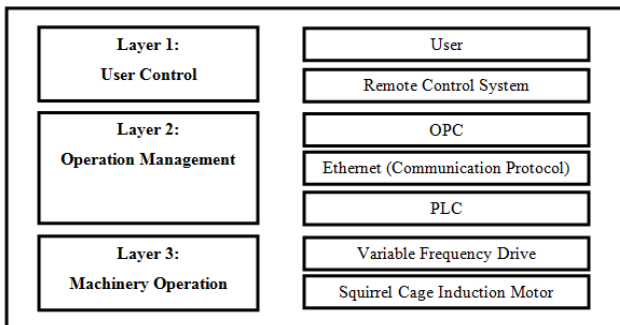 Layer 1:
User Control
User
Remote Control System
Layer 2:
Operation Management
OPC
Ethernet (Communication Protocol)
PLC
Layer 3:
Machinery Operation
Variable Frequency Drive
Squirrel Cage Induction Motor